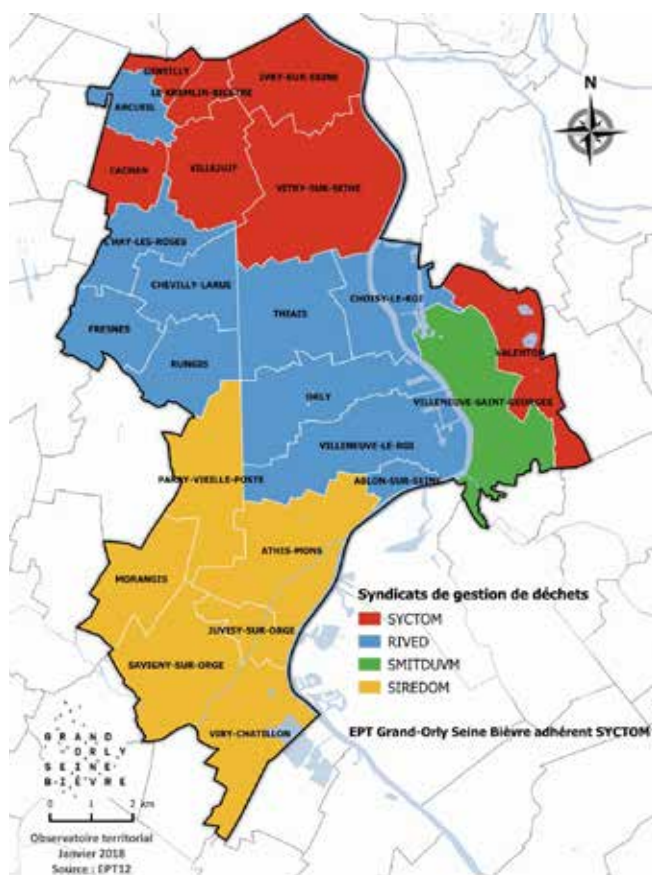 GENTILLY
IVRY-SUR-SEINE
LE KREMLIN-BICETRE
ARCUEIL
N
CACHAN
VILLEJUIF
VITRY-SUR-SEINE
L'HAY-LES-ROSES
CHEVILLY-LARUE
CHOISY-LE-ROI
THIAIS
FRESNES
VALENTON
RUNGIS
ORLY
VILLENEUVE-SAINT-GEORGES
VILLENEUVE-LE-ROI
PARAY-VIEILLE-POSTE
ABLON-SUR-SEINE
ATHIS-MONS
MORANGIS
Syndicats de gestion de déchets
SYCTOM
RIVED
SMITDUVM
SIREDOM
JUVISY-SUR-ORGE
SAVIGNY-SUR-ORGE
VIRY-CHATILLON
EPT Grand-Orly Seine Bièvre adhérent SYCTOM
GRAND
ORLY
SEINE
BIÈVRE
0 1 2 km
Observatoire territorial
Janvier 2018
Source : EPT12